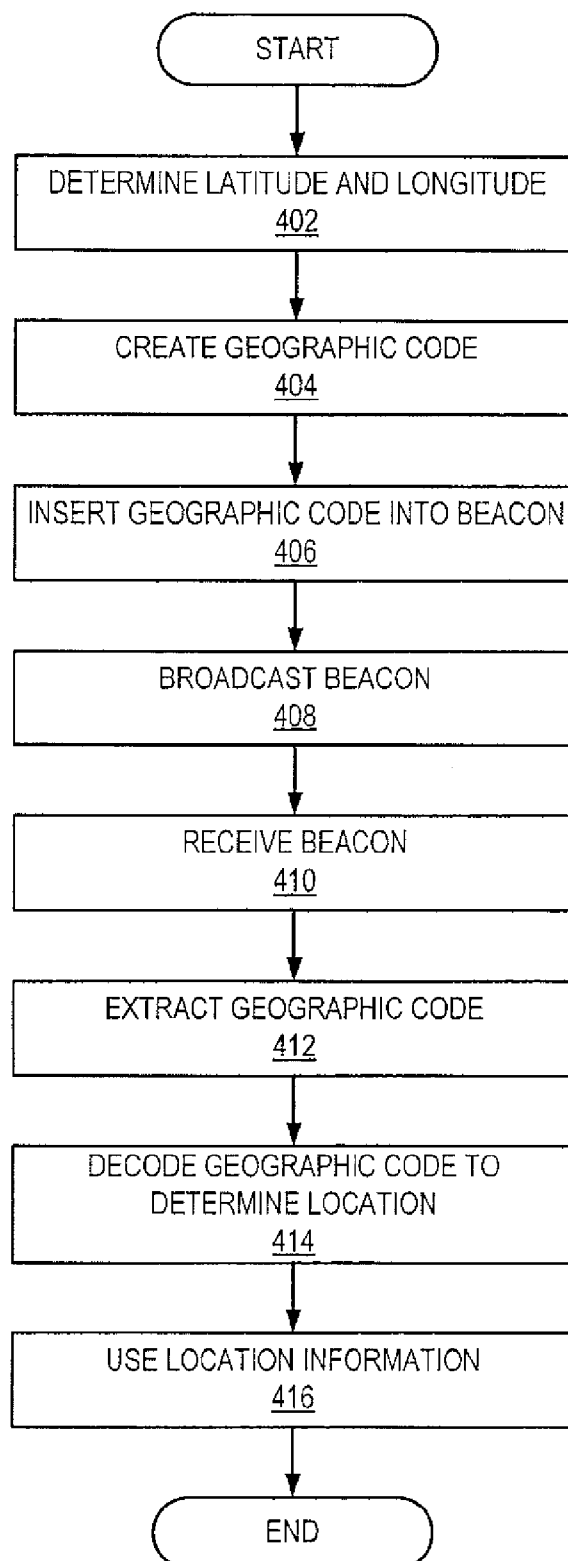 START
DETERMINE LATITUDE AND LONGITUDE
402
CREATE GEOGRAPHIC CODE
404
INSERT GEOGRAPHIC CODE INTO BEACON
406
BROADCAST BEACON
408
RECEIVE BEACON
410
EXTRACT GEOGRAPHIC CODE
412
DECODE GEOGRAPHIC CODE TO
DETERMINE LOCATION
414
USE LOCATION INFORMATION
416
END